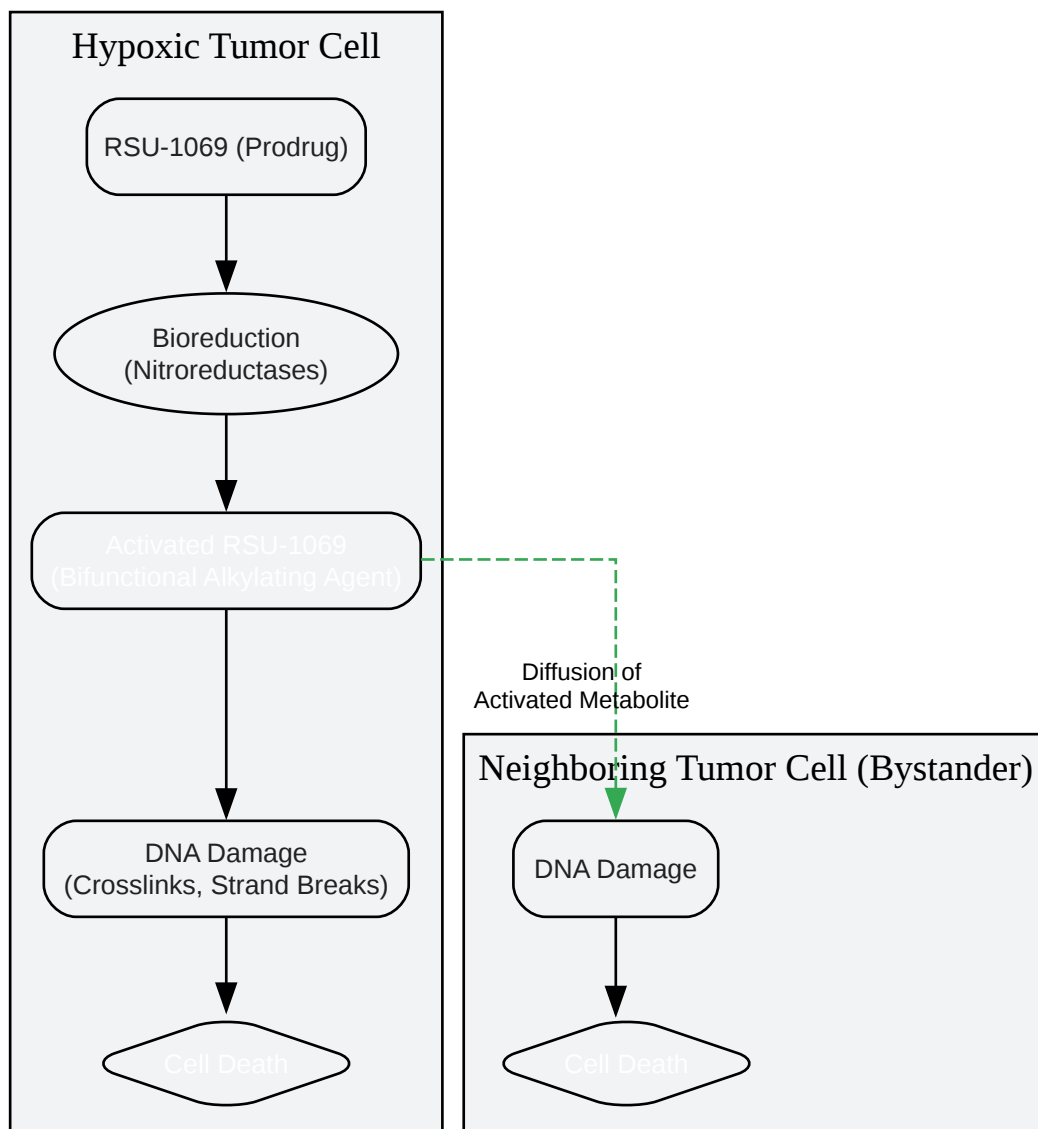 Hypoxic Tumor Cell
RSU-1069 (Prodrug)
Bioreduction
(Nitroreductases)
Activated RSU-1069
(Bifunctional Alkylating Agent)
Diffusion of
Activated Metabolite
DNA Damage
(Crosslinks, Strand Breaks)
Cell Death
Neighboring Tumor Cell (Bystander)
DNA Damage
Cell Death